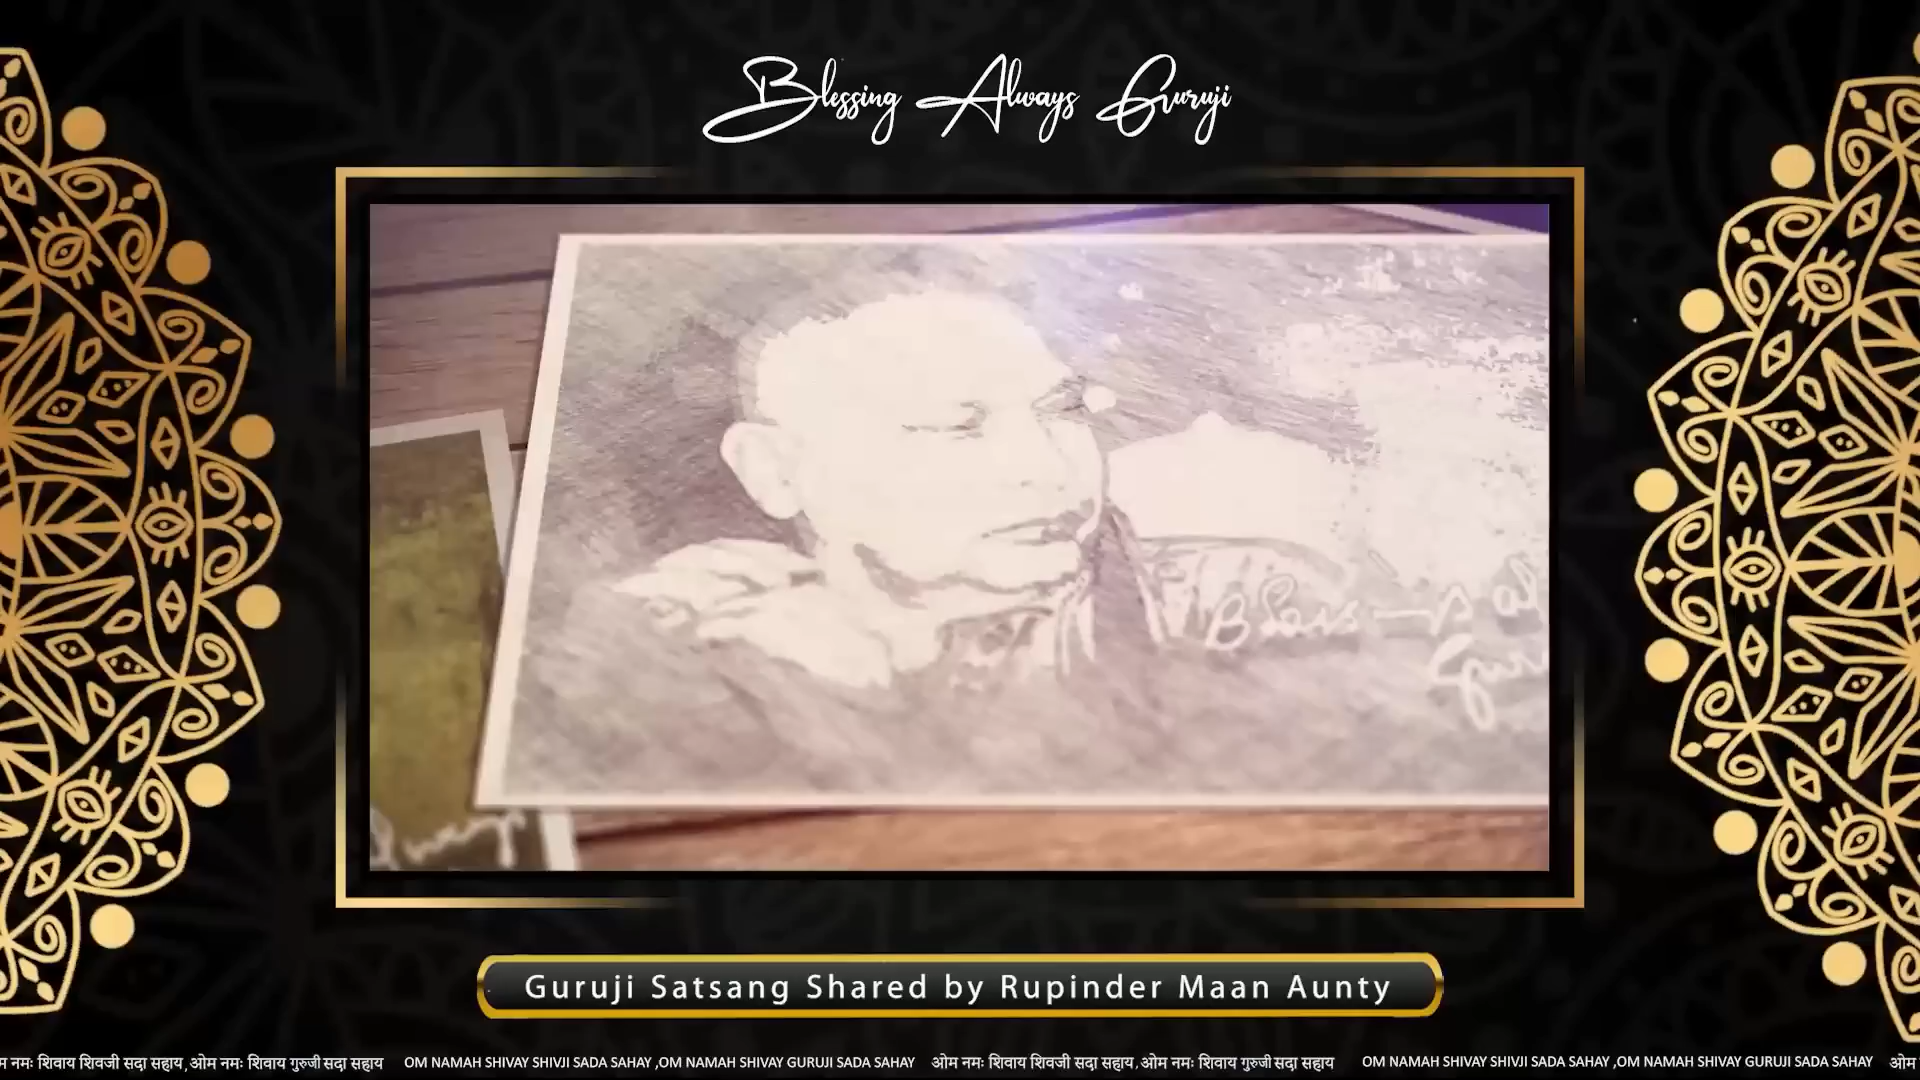 Blessing Always Guruji
Guruji Satsang Shared by Rupinder Maan Aunty
नमः शिवाय शिवजी सदा सहाय, ओम नमः शिवाय गुरुजी सदा सहाय OM NAMAH SHIVAY SHIVJI SADA SAHAY ,OM NAMAH SHIVAY GURUJI SADA SAHAY ओम नमः शिवाय शिवजी सदा सहाय, ओम नमः शिवाय गुरुजी सदा सहाय OM NAMAH SHIVAY SHIVJI SADA SAHAY ,OM NAMAH SHIVAY GURUJI SADA SAHAY ओम